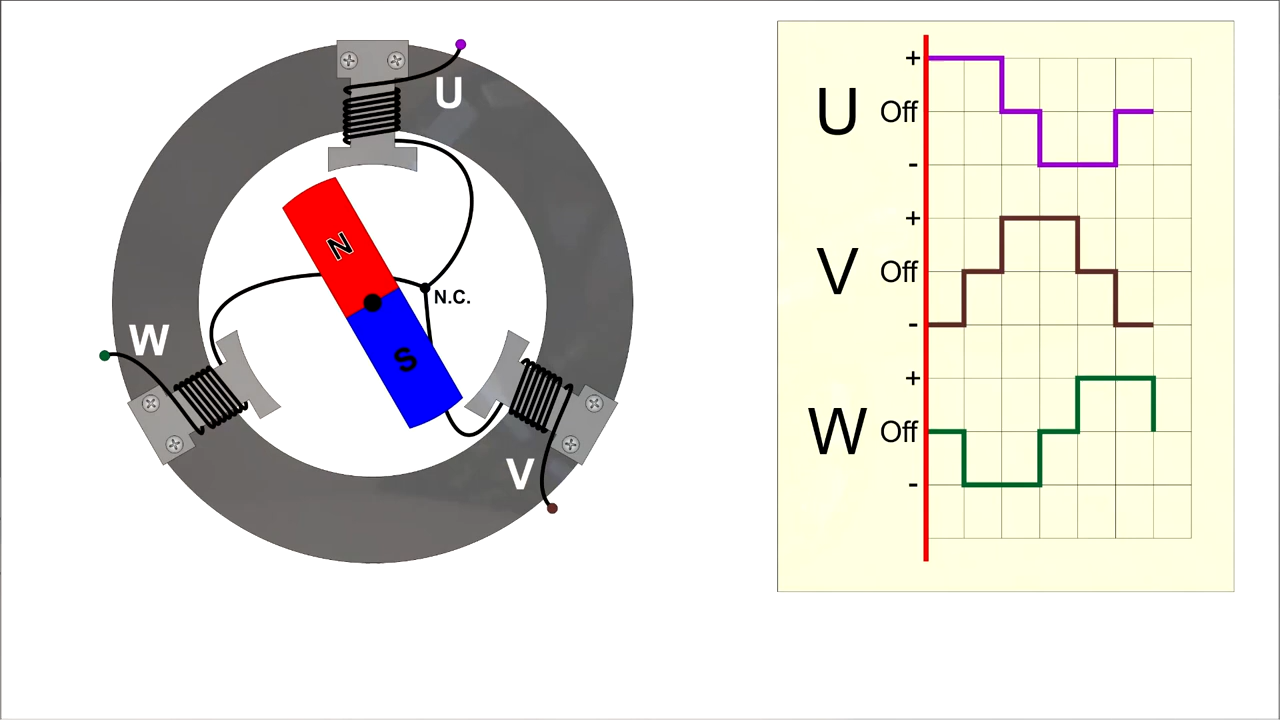 U
N
N.C.
S
W
V
+
U Off
-
+
V Off
-
+
W Off
-